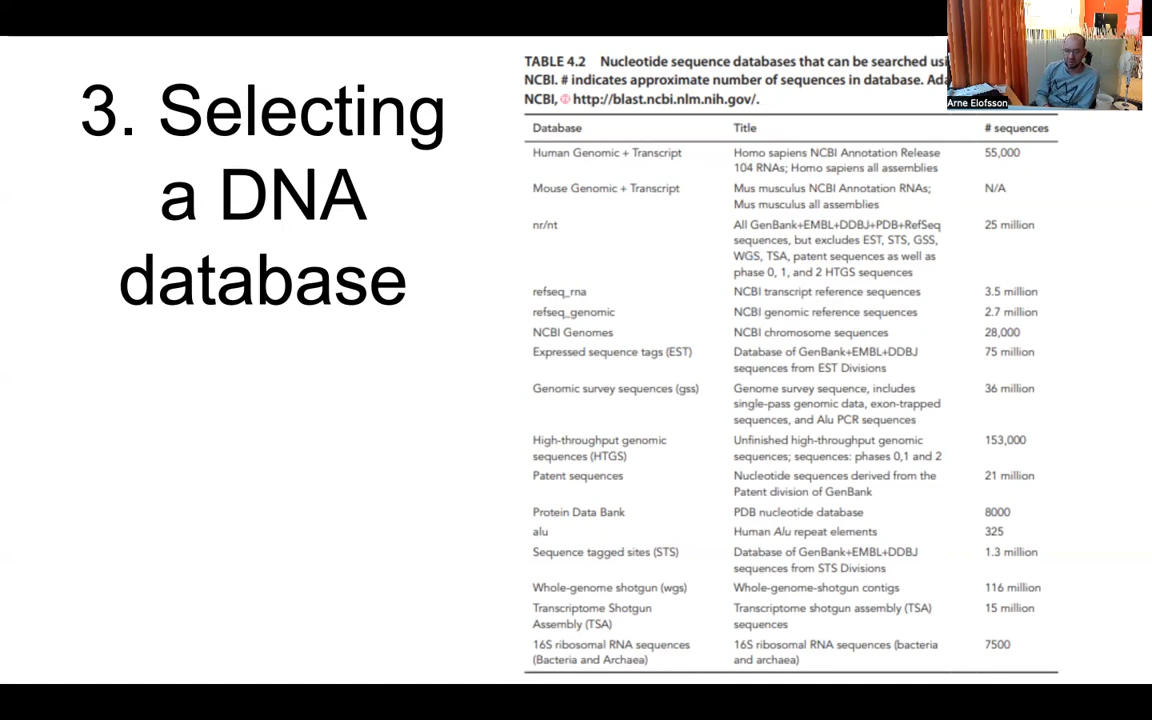 3. Selecting
a DNA
database
TABLE 4.2 Nucleotide sequence databases that can be searched
NCBI. # indicates approximate number of sequences in database.
NCBI, http://blast.ncbi.nlm.nih.gov/.
Arne Elofsson
Database Title # sequences
Human Genomic + Transcript Homo sapiens NCBI Annotation Release 55,000
104 RNAs; Homo sapiens all assemblies
Mouse Genomic + Transcript Mus musculus NCBI Annotation RNAs; N/A
Mus musculus all assemblies
nr/nt All GenBank+EMBL+DDBJ+PDB+RefSeq 25 million
sequences, but excludes EST, STS, GSS,
WGS, TSA, patent sequences as well as
phase 0, 1, and 2 HTGS sequences
refseq_rna NCBI transcript reference sequences 3.5 million
refseq_genomic NCBI genomic reference sequences 2.7 million
NCBI Genomes NCBI chromosome sequences 28,000
Expressed sequence tags (EST) Database of GenBank+EMBL+DDBJ 75 million
sequences from EST Divisions
Genomic survey sequences (gss) Genome survey sequence, includes 36 million
single-pass genomic data, exon-trapped
sequences, and Alu PCR sequences
High-throughput genomic Unfinished high-throughput genomic 153,000
sequences (HTGS) sequences; sequences: phases 0,1 and 2
Patent sequences Nucleotide sequences derived from the 21 million
Patent division of GenBank
Protein Data Bank PDB nucleotide database 8000
alu Human Alu repeat elements 325
Sequence tagged sites (STS) Database of GenBank+EMBL+DDBJ 1.3 million
sequences from STS Divisions
Whole-genome shotgun (wgs) Whole-genome-shotgun contigs 116 million
Transcriptome Shotgun Transcriptome shotgun assembly (TSA) 15 million
Assembly (TSA) sequences
16S ribosomal RNA sequences 16S ribosomal RNA sequences (bacteria 7500
(Bacteria and Archaea) and archaea)